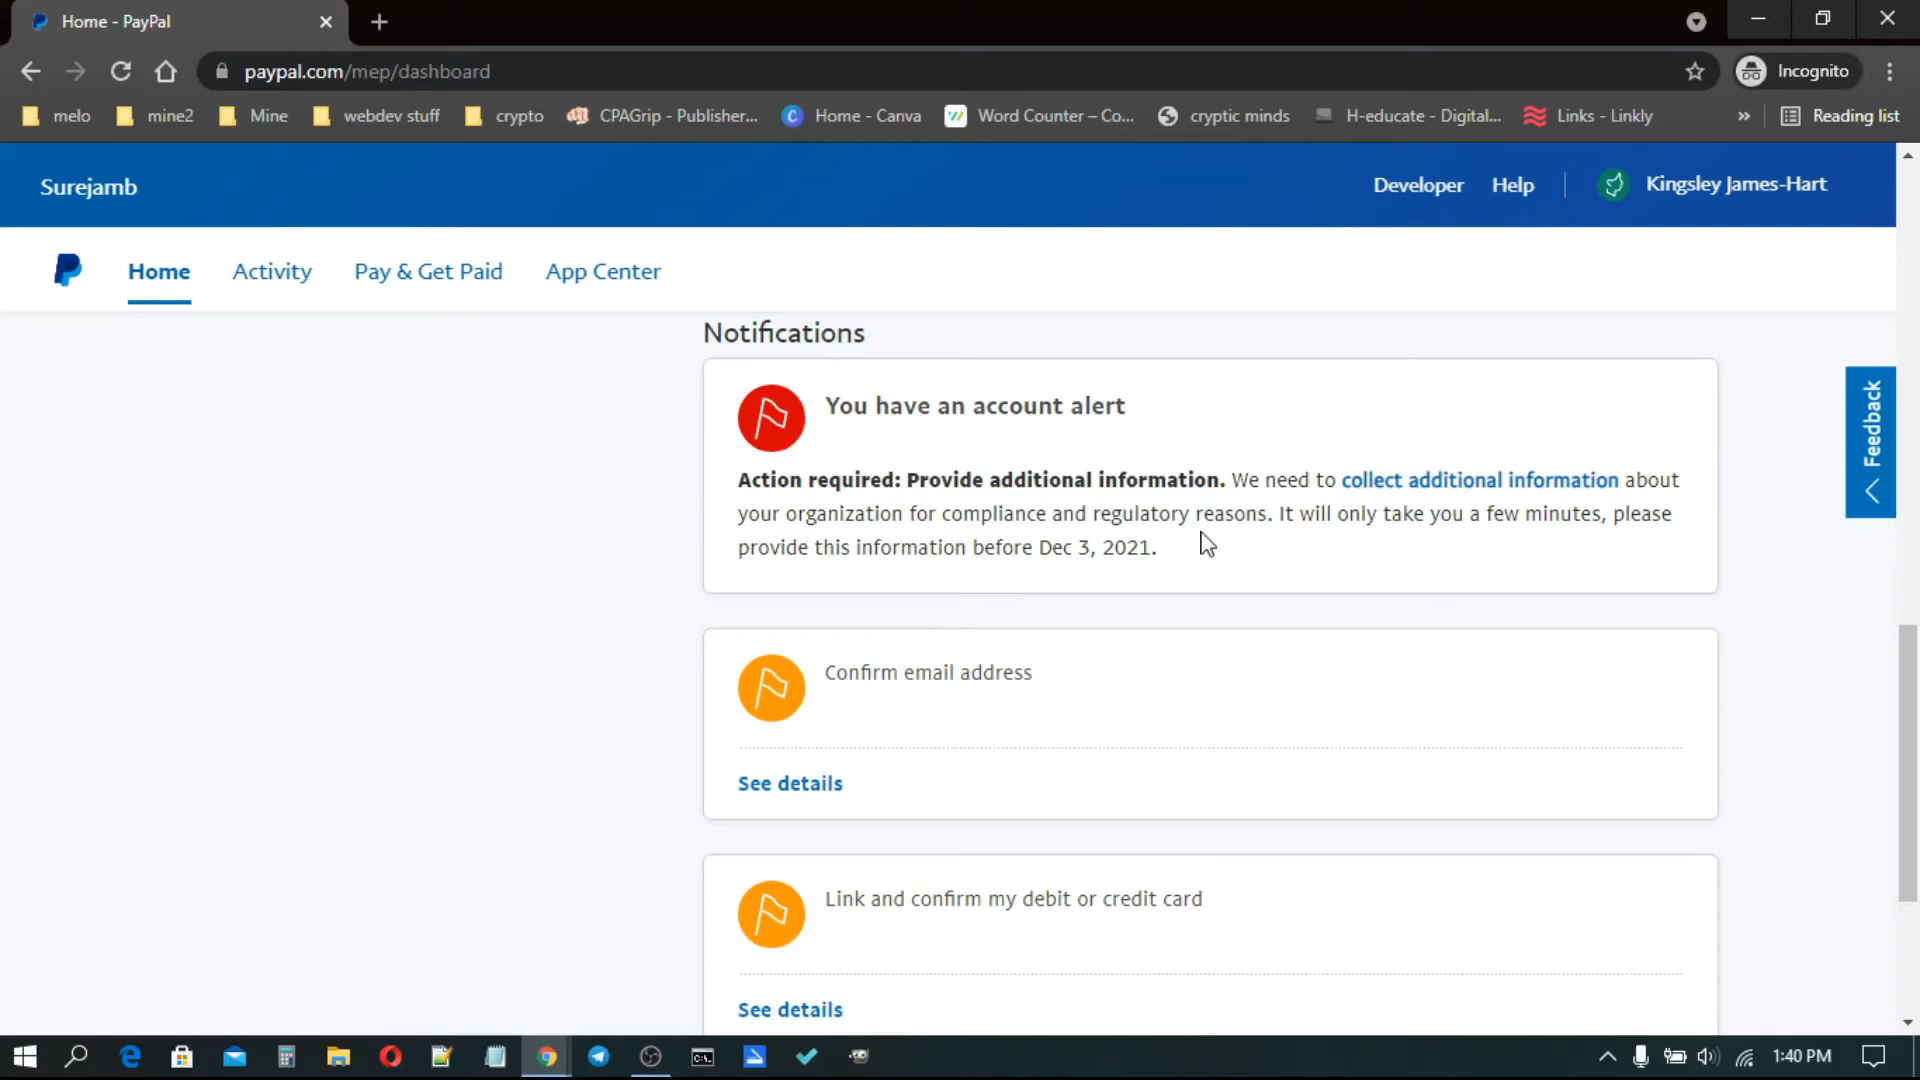 Home - PayPal
paypal.com/mep/dashboard
Incognito
melo
mine2
Mine
webdev stuff
crypto
CPAGrip - Publisher...
Home - Canva
Word Counter – Co...
cryptic minds
H-educate - Digital...
Links - Linkly
»
Reading list
Surejamb
Developer
Help
Kingsley James-Hart
Home
Activity
Pay & Get Paid
App Center
Notifications
You have an account alert
Action required: Provide additional information. We need to collect additional information about
your organization for compliance and regulatory reasons. It will only take you a few minutes, please
provide this information before Dec 3, 2021.
Feedback
Confirm email address
See details
Link and confirm my debit or credit card
See details
1:40 PM